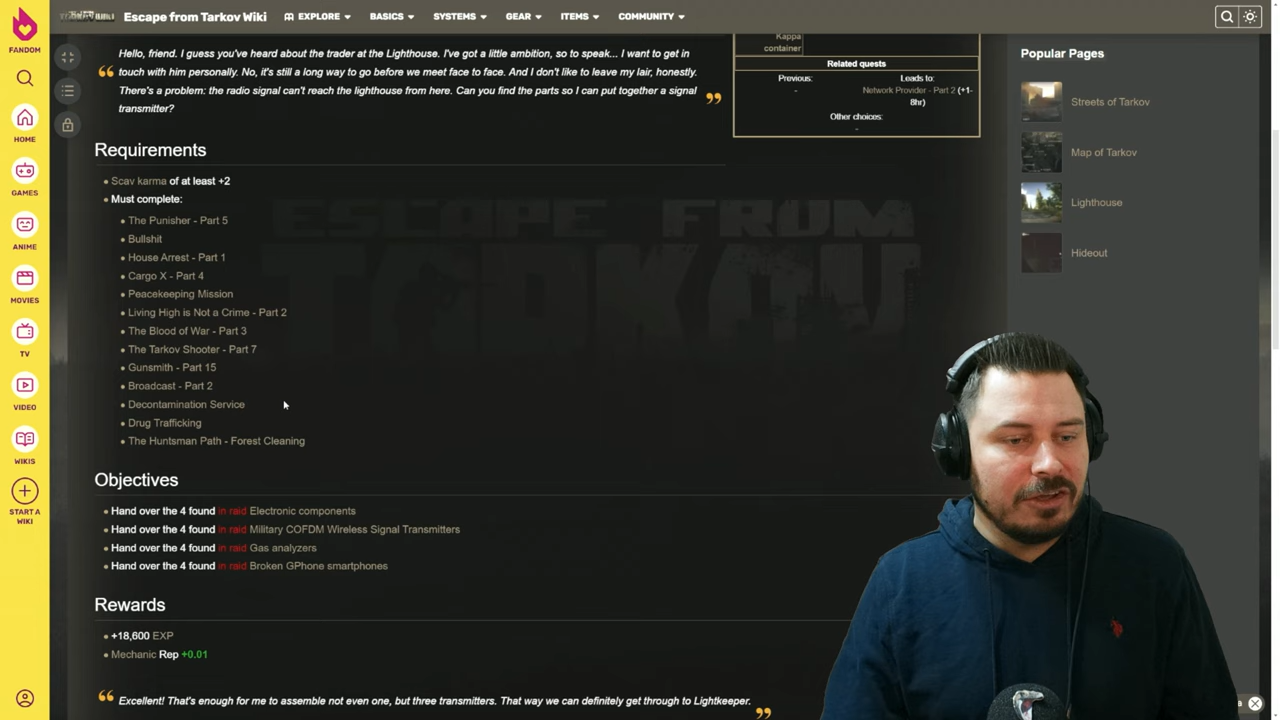 FANDOM
HOME
GAMES
ANIME
MOVIES
TV
VIDEO
WIKIS
START A
WIKI
Escape from Tarkov Wiki
EXPLORE
BASICS
SYSTEMS
GEAR
ITEMS
COMMUNITY
Hello, friend. I guess you've heard about the trader at the Lighthouse. I've got a little ambition, so to speak... I want to get in
touch with him personally. No, it's still a long way to go before we meet face to face. And I don't like to leave my lair, honestly.
There's a problem: the radio signal can't reach the lighthouse from here. Can you find the parts so I can put together a signal
transmitter?
Kappa
container
Related quests
Previous:
-
Leads to:
Network Provider - Part 2 (+1-
8hr)
Other choices:
-
Requirements
Scav karma of at least +2
Must complete:
The Punisher - Part 5
Bullshit
House Arrest - Part 1
Cargo X - Part 4
Peacekeeping Mission
Living High is Not a Crime - Part 2
The Blood of War - Part 3
The Tarkov Shooter - Part 7
Gunsmith - Part 15
Broadcast - Part 2
Decontamination Service
Drug Trafficking
The Huntsman Path - Forest Cleaning
ESCAPE FROM
TARKOV
Objectives
Hand over the 4 found in raid Electronic components
Hand over the 4 found in raid Military COFDM Wireless Signal Transmitters
Hand over the 4 found in raid Gas analyzers
Hand over the 4 found in raid Broken GPhone smartphones
Rewards
+18,600 EXP
Mechanic Rep +0.01
Excellent! That's enough for me to assemble not even one, but three transmitters. That way we can definitely get through to Lightkeeper.
Popular Pages
Streets of Tarkov
Map of Tarkov
Lighthouse
Hideout